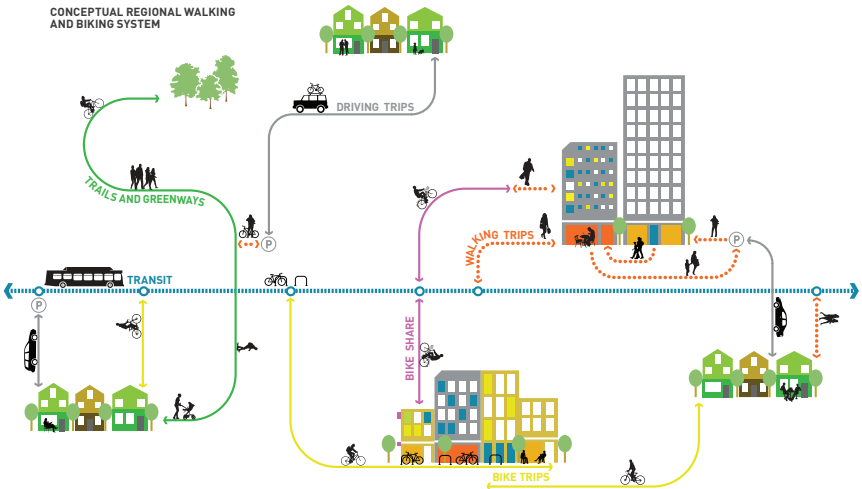 CONCEPTUAL REGIONAL WALKING
AND BIKING SYSTEM
DRIVING TRIPS
TRAILS AND GREENWAYS
WALKING TRIPS
P
P
TRANSIT
P
BIKE SHARE
BIKE TRIPS